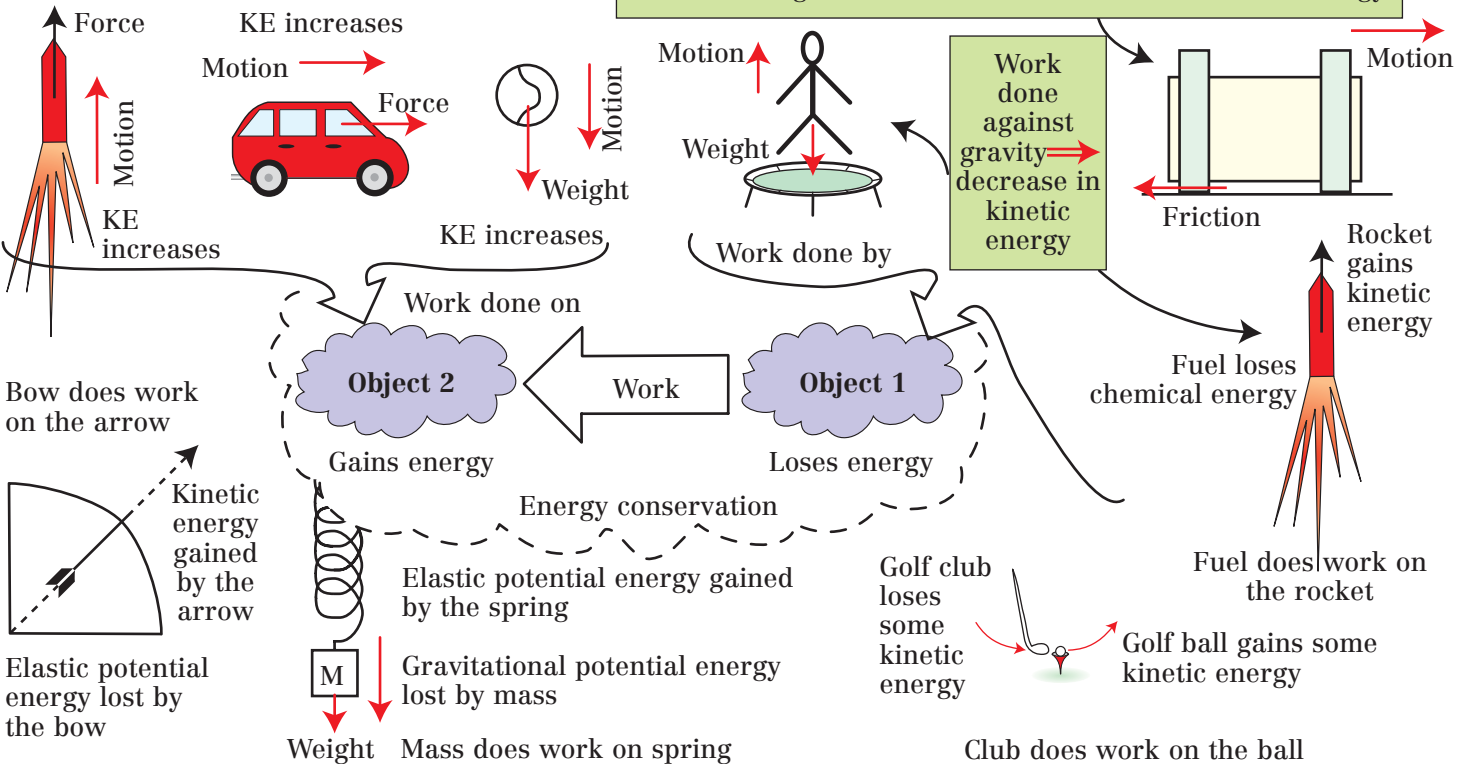 Force
Motion
KE
increases
KE increases
Motion
Force
Motion
Weight
KE increases
Motion
Weight
Work done by
Work
done
against
gravity
decrease in
kinetic
energy
Motion
Friction
Work done on
Object 2
Gains energy
Work
Object 1
Loses energy
Energy conservation
Rocket
gains
kinetic
energy
Fuel loses
chemical energy
Fuel does work on
the rocket
Bow does work
on the arrow
Kinetic
energy
gained
by the
arrow
Elastic potential
energy lost by
the bow
Elastic potential energy gained
by the spring
M
Gravitational potential energy
lost by mass
Weight
Mass does work on spring
Golf club
loses
some
kinetic
energy
Golf ball gains some
kinetic energy
Club does work on the ball